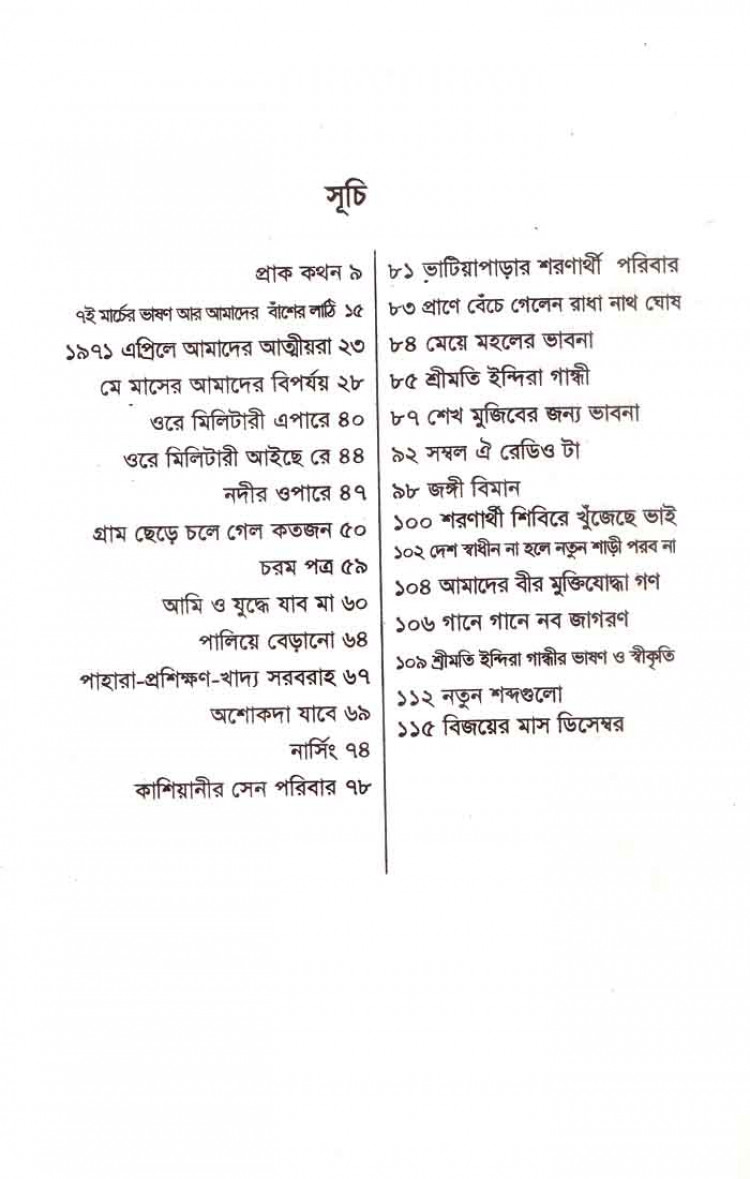 সূচি
প্রাক কথন ৯
৭ই মার্চের ভাষণ আর আমাদের বাঁশের লাঠি ১৫
১৯৭১ এপ্রিলে আমাদের আত্মীয়রা ২৩
মে মাসের আমাদের বিপর্যয় ২৮
ওরে মিলিটারী এপারে ৪০
ওরে মিলিটারী আইছে রে ৪৪
নদীর ওপারে ৪৭
গ্রাম ছেড়ে চলে গেল কতজন ৫০
চরম পত্র ৫৯
আমি ও যুদ্ধে যাব মা ৬০
পালিয়ে বেড়ানো ৬৪
পাহারা-প্রশিক্ষণ-খাদ্য সরবরাহ ৬৭
অশোকদা যাবে ৬৯
নার্সিং ৭৪
কাশিয়ানীর সেন পরিবার ৭৮
৮১ ভাটিয়াপাড়ার শরণার্থী পরিবার
৮৩ প্রাণে বেঁচে গেলেন রাধা নাথ ঘোষ
৮৪ মেয়ে মহলের ভাবনা
৮৫ শ্রীমতি ইন্দিরা গান্ধী
৮৭ শেখ মুজিবের জন্য ভাবনা
৯২ সম্বল ঐ রেডিও টা
৯৮ জঙ্গী বিমান
১০০ শরণার্থী শিবিরে খুঁজেছে ভাই
১০২ দেশ স্বাধীন না হলে নতুন শাড়ী পরব না
১০৪ আমাদের বীর মুক্তিযোদ্ধা গণ
১০৬ গানে গানে নব জাগরণ
১০৯ শ্রীমতি ইন্দিরা গান্ধীর ভাষণ ও স্বীকৃতি
১১২ নতুন শব্দগুলো
১১৫ বিজয়ের মাস ডিসেম্বর